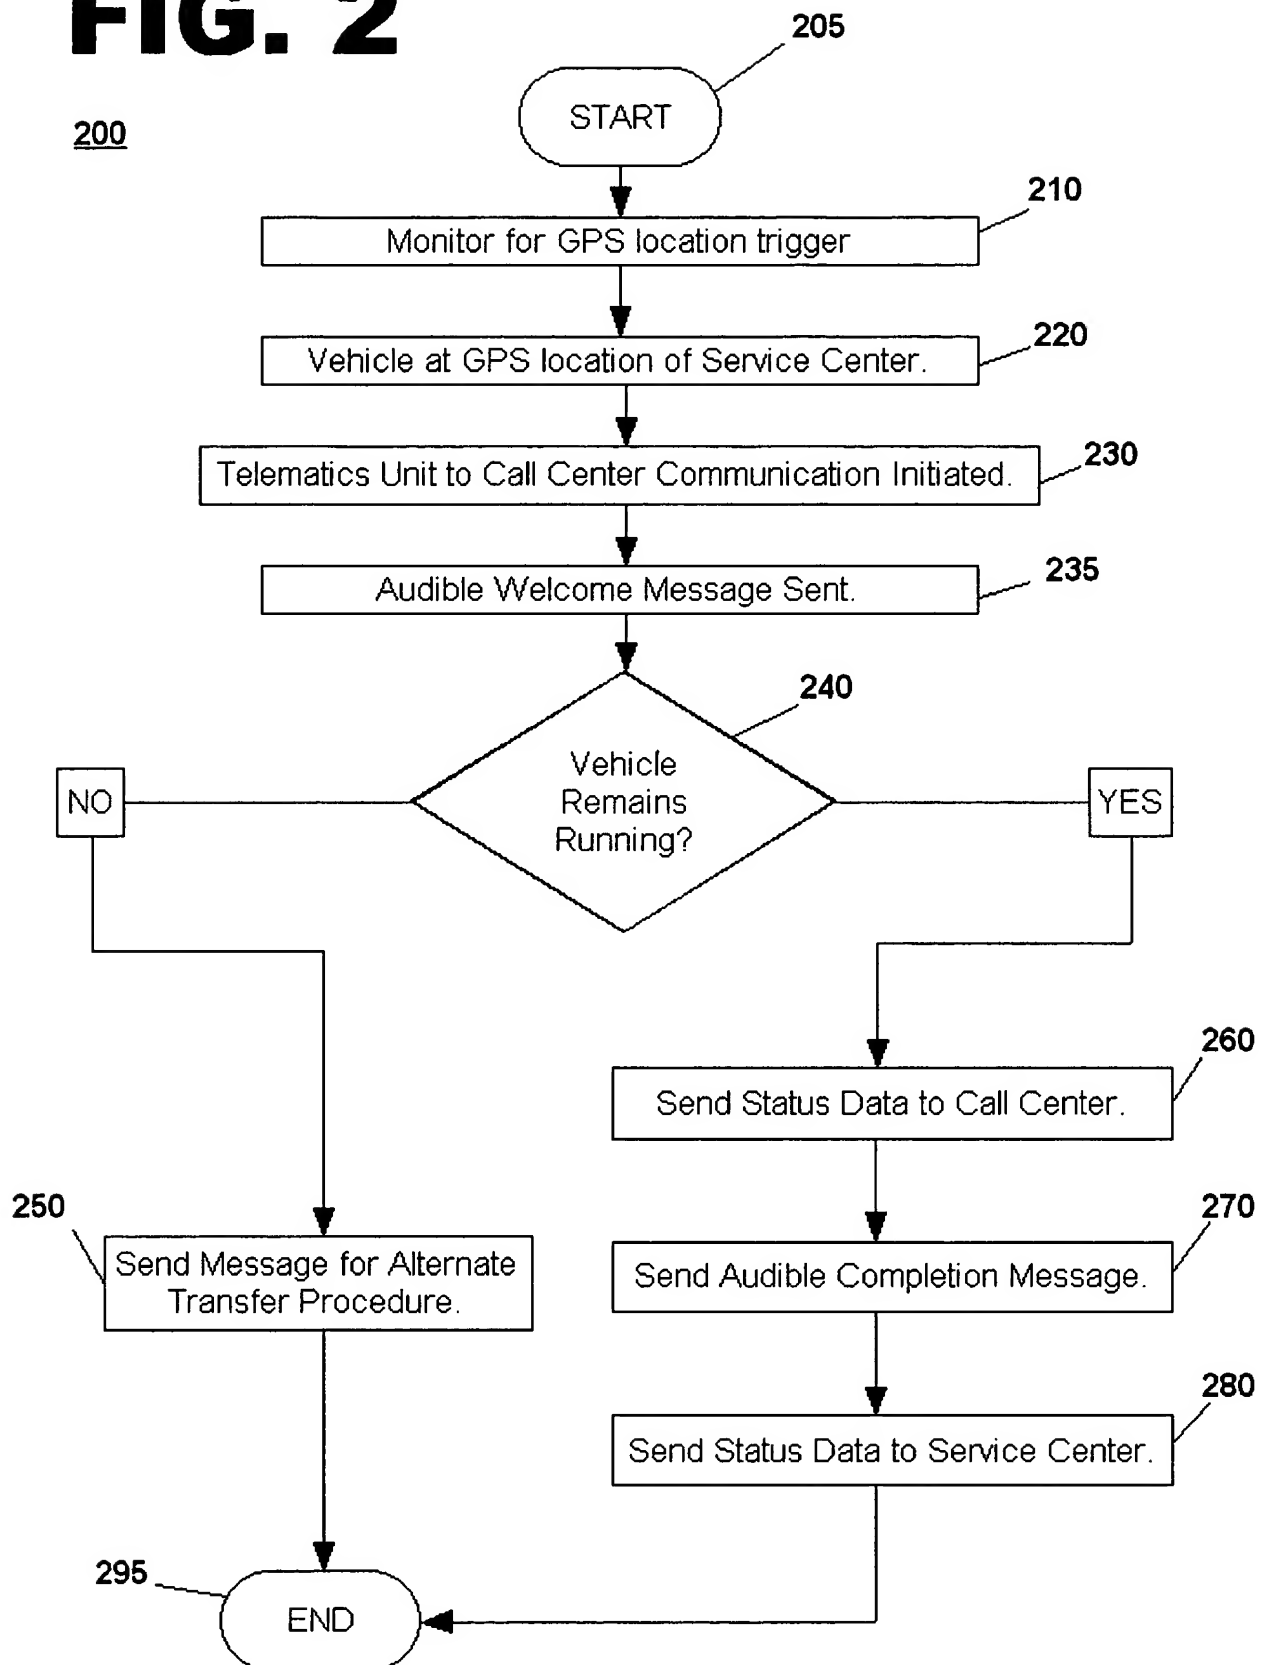 FIG. 2
205
START
200
210
Monitor for GPS location trigger
220
Vehicle at GPS location of Service Center.
230
Telematics Unit to Call Center Communication Initiated.
235
Audible Welcome Message Sent.
240
Vehicle
Remains
Running?
NO
YES
260
Send Status Data to Call Center.
250
270
Send Message for Alternate
Transfer Procedure.
Send Audible Completion Message.
280
Send Status Data to Service Center.
295
END